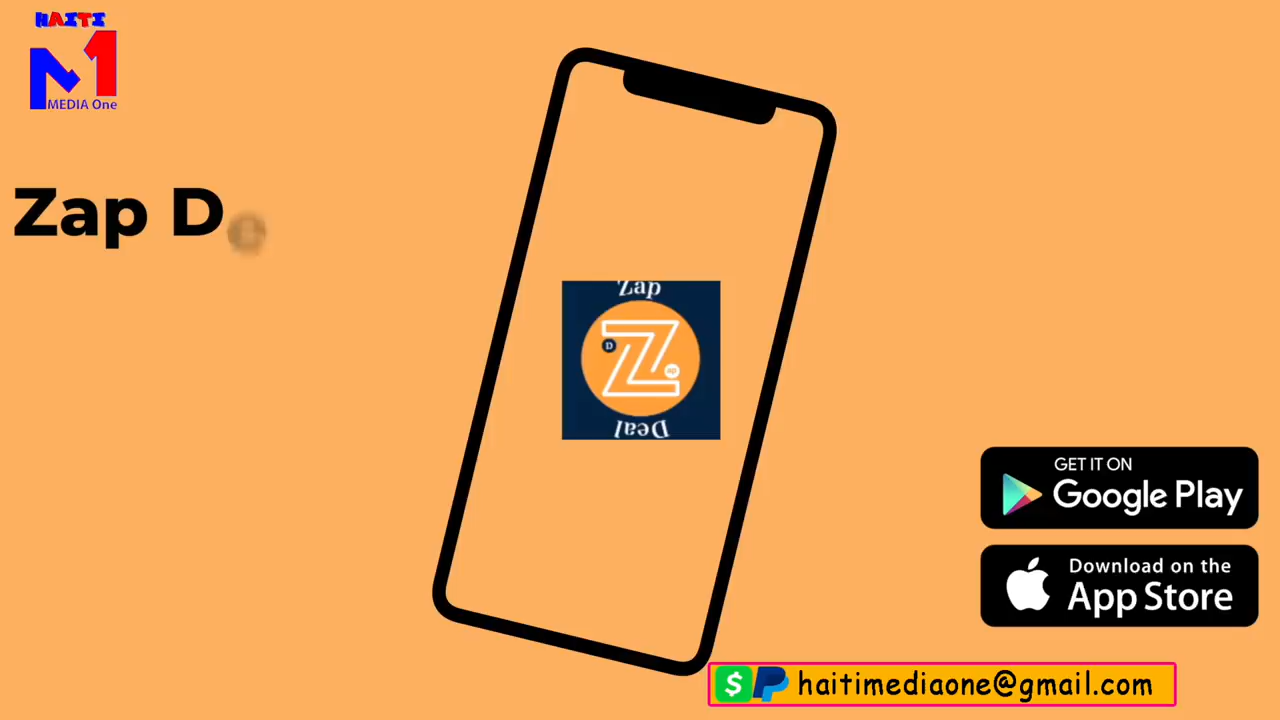 HAITI
M1
MEDIA One
Zap D
Zap
Z
D
ap
Deal
GET IT ON
Google Play
Download on the
App Store
$ haitimediaone@gmail.com